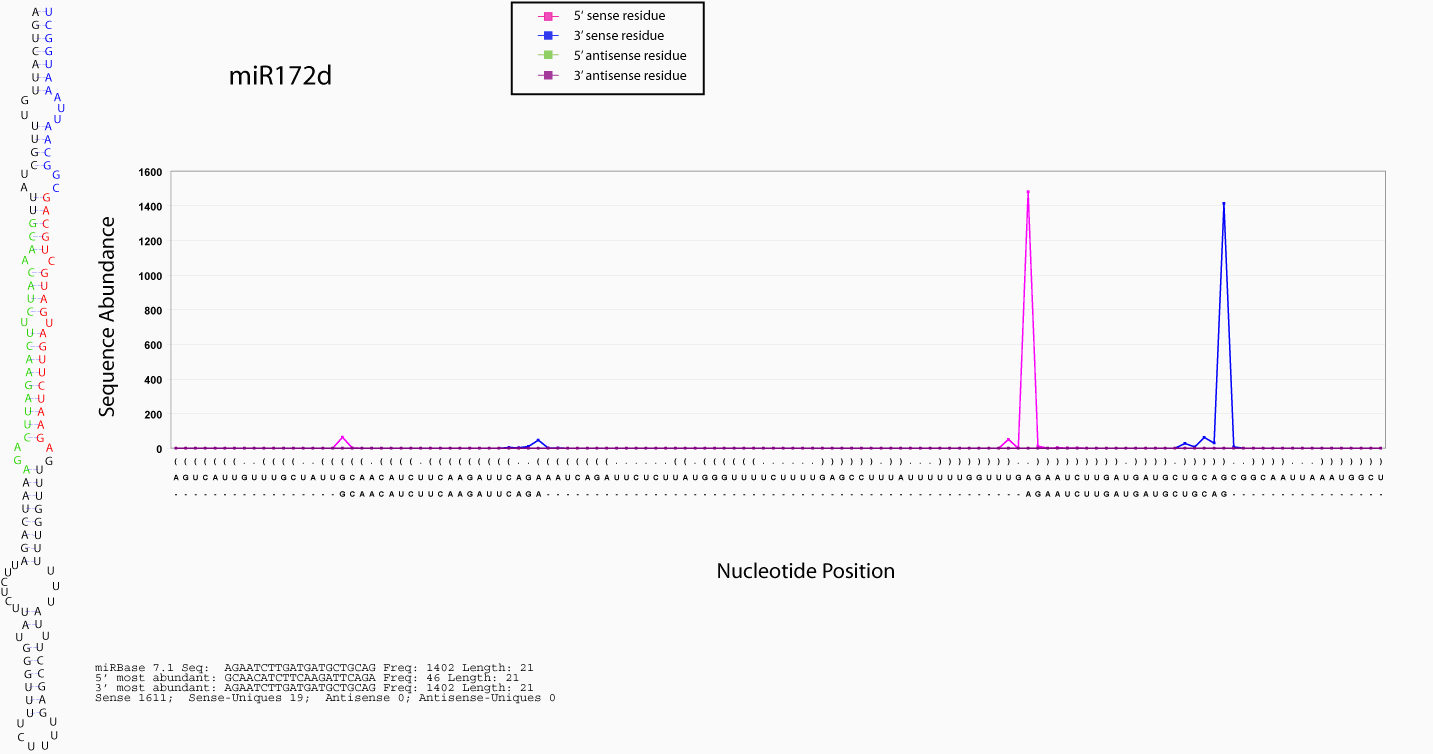 miR172d
5' sense residue
3' sense residue
5' antisense residue
3' antisense residue
Sequence Abundance
1600
1400
1200
1000
800
600
400
200
0
AGUCAUUGUUUGCUAUUGCAACAUCUUCAAGAUUCAGAAAUCAGAUUCUCUUAUGGGUUUUCUUUUGAGCCUUUAUUUUUUGGUUUGAGAAUCUUGAUGAUGCUGCAGCGGCAAUUAAAUGGCU
GCAACAUCUUCAAGAUUCAGA AGAAUCUUGAUGAUGCUGCAG
Nucleotide Position
miRBase 7.1 Seq: AGAATCTTGATGATGCTGCAG Freq: 1402 Length: 21
5' most abundant: GCAACATCTTCAAGATTCAGA Freq: 46 Length: 21
3' most abundant: AGAATCTTGATGATGCTGCAG Freq: 1402 Length: 21
Sense 1611; Sense-Uniques 19; Antisense 0; Antisense-Uniques 0